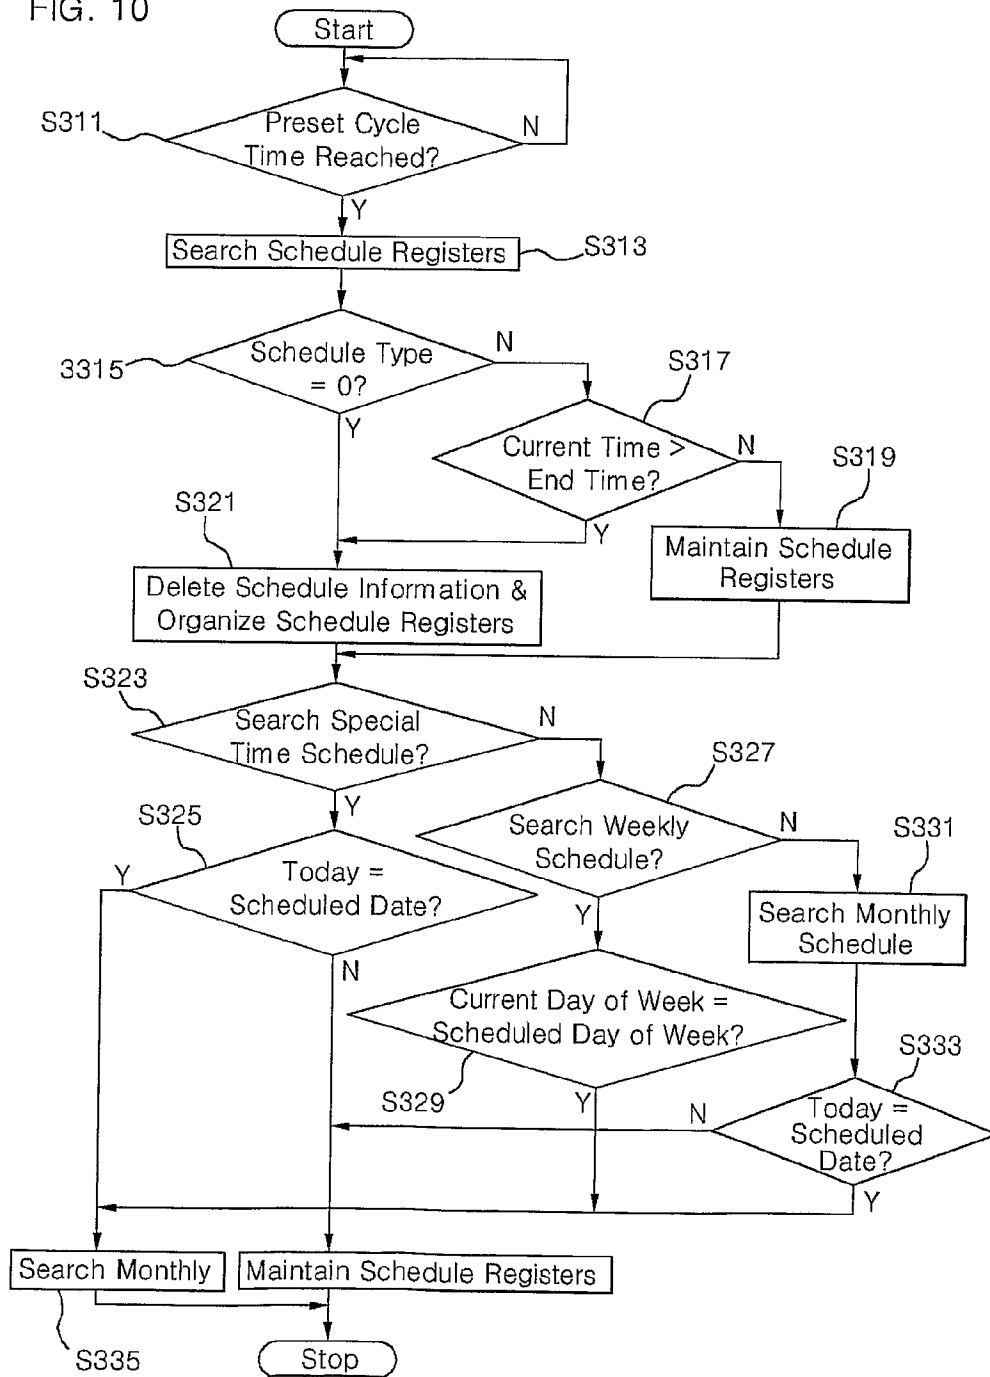 FIG. 10
Start
S311
Preset Cycle
Time Reached?
N
Y
Search Schedule Registers
S313
3315
Schedule Type
= 0?
N
Y
S317
Current Time >
End Time?
N
Y
S319
Maintain Schedule
Registers
S321
Delete Schedule Information &
Organize Schedule Registers
S323
Search Special
Time Schedule?
N
Y
S325
Today =
Scheduled Date?
Y
N
S327
Search Weekly
Schedule?
N
Y
S331
Search Monthly
Schedule
Current Day of Week =
Scheduled Day of Week?
S329
Y
S333
Today =
Scheduled
Date?
N
Y
Search Monthly
Maintain Schedule Registers
S335
Stop